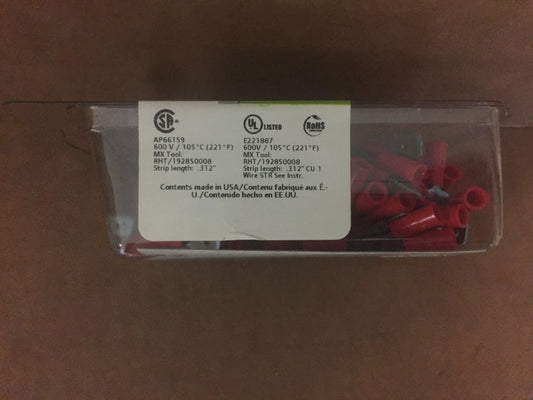 SA
AP66159
600 V / 105°C (221°F)
MX Tool:
RHT/192850008
Strip length: .312"
UL LISTED
E221887
600V / 105°C (221°F)
MX Tool:
RHT/192850008
Strip length: .312" CU 1
Wire STR See Instr.
RoHS
Contents made in USA/Contenu fabriqué aux É.-
U./Contenido hecho en EE.UU.